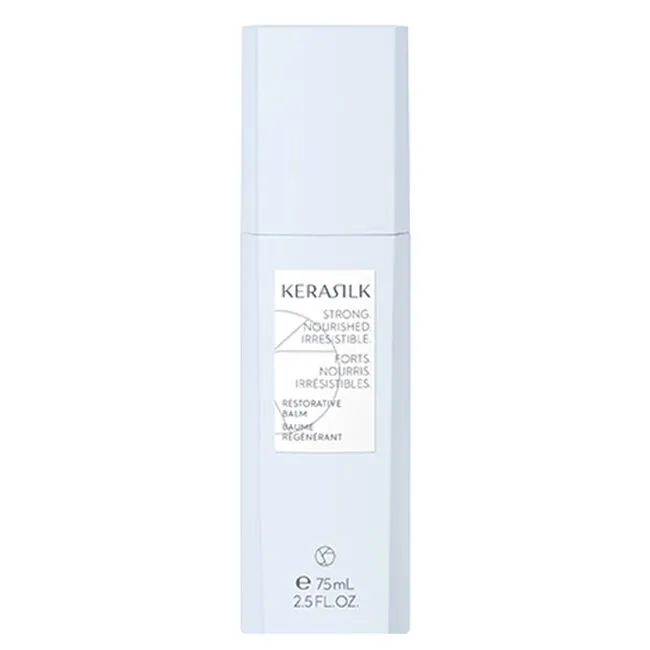 KERASILK
STRONG.
NOURISHED.
IRRESISTIBLE.
FORTS.
NOURRIS.
IRRÉSISTIBLES.
RESTORATIVE
BALM
BAUME
RÉGÉNÉRANT
e 75mL
2.5 FL.OZ.